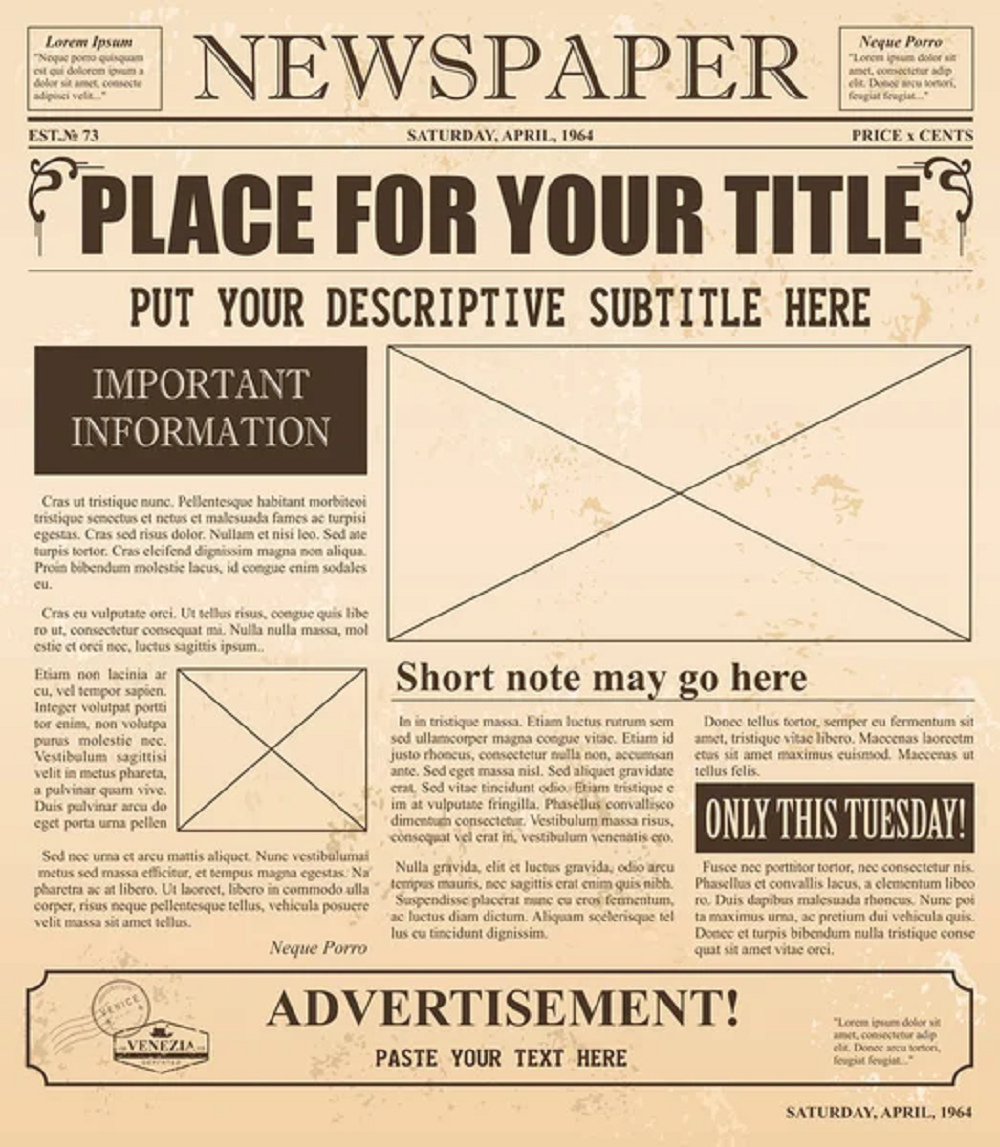 Lorem Ipsum
"Neque porro quisquam
est qui dolorem ipsum a
dolor sit amet, consecte
adipisci velit..."
NEWSPAPER
Neque Porro
"Lorem ipsum dolor sit
amet, consectetur adip
elit. Donec arcu tortori,
feugiat feugiat..."
EST.№ 73
SATURDAY, APRIL, 1964
PRICE x CENTS
PLACE FOR YOUR TITLE
PUT YOUR DESCRIPTIVE SUBTITLE HERE
IMPORTANT
INFORMATION
Cras ut tristique nunc. Pellentesque habitant morbiteoi
tristique senectus et netus et malesuada fames ac turpisi
egestas. Cras sed risus dolor. Nullam et nisi leo. Sed ate
turpis tortor. Cras eleifend dignissim magna non aliqua.
Proin bibendum molestie lacus, id congue enim sodales
eu.
Cras eu vulputate orci. Ut tellus risus, congue quis libe
ro ut, consectetur consequat mi. Nulla nulla massa, mol
estie et orci nec, luctus sagittis ipsum..
Etiam non lacinia ar
cu, vel tempor sapien.
Integer volutpat portti
tor enim, non volutpa
purus molestie nec.
Vestibulum sagittisi
velit in metus phareta,
a pulvinar quam vive.
Duis pulvinar arcu do
eget porta urna pellen
Sed nec urna et arcu mattis aliquet. Nunc vestibulumai
metus sed massa efficitur, et tempus magna egestas. Na
pharetra ac at libero. Ut laoreet, libero in commodo ulla
corper, risus neque pellentesque tellus, vehicula posuere
velit massa sit amet tellus.
Neque Porro
Short note may go here
In in tristique massa. Etiam luctus rutrum sem
sed ullamcorper magna congue vitae. Etiam id
justo rhoncus, consectetur nulla non, accumsan
ante. Sed eget massa nisl. Sed aliquet gravidate
erat. Sed vitae tincidunt odio. Etiam tristique e
im at vulputate fringilla. Phasellus convallisco
dimentum consectetur. Vestibulum massa risus,
consequat vel erat in, vestibulum venenatis ero.
Nulla gravida, elit et luctus gravida, odio arcu
tempus mauris, nec sagittis erat enim quis nibh.
Suspendisse placerat nunc eu eros fermentum,
ac luctus diam dictum. Aliquam scelerisque tel
lus eu tincidunt dignissim.
Donec tellus tortor, semper eu fermentum sit
amet, tristique vitae libero. Maecenas laoreetm
etus sit amet maximus euismod. Maecenas ut
tellus felis.
ONLY THIS TUESDAY!
Fusce nec porttitor tortor, nec consectetur nis.
Phasellus et convallis lacus, a elementum libeo
ro. Duis dapibus malesuada rhoncus. Nunc poi
ta maximus urna, ac pretium dui vehicula quis.
Donec et turpis bibendum nulla tristique conse
quat sit amet vitae orci.
VENICE
VENEZIA
ADVERTISEMENT!
PASTE YOUR TEXT HERE
"Lorem ipsum dolor sit
amet, consectetur adip
elit. Donec arcu tortoru,
feugiat feugiat..."
SATURDAY, APRIL, 1964